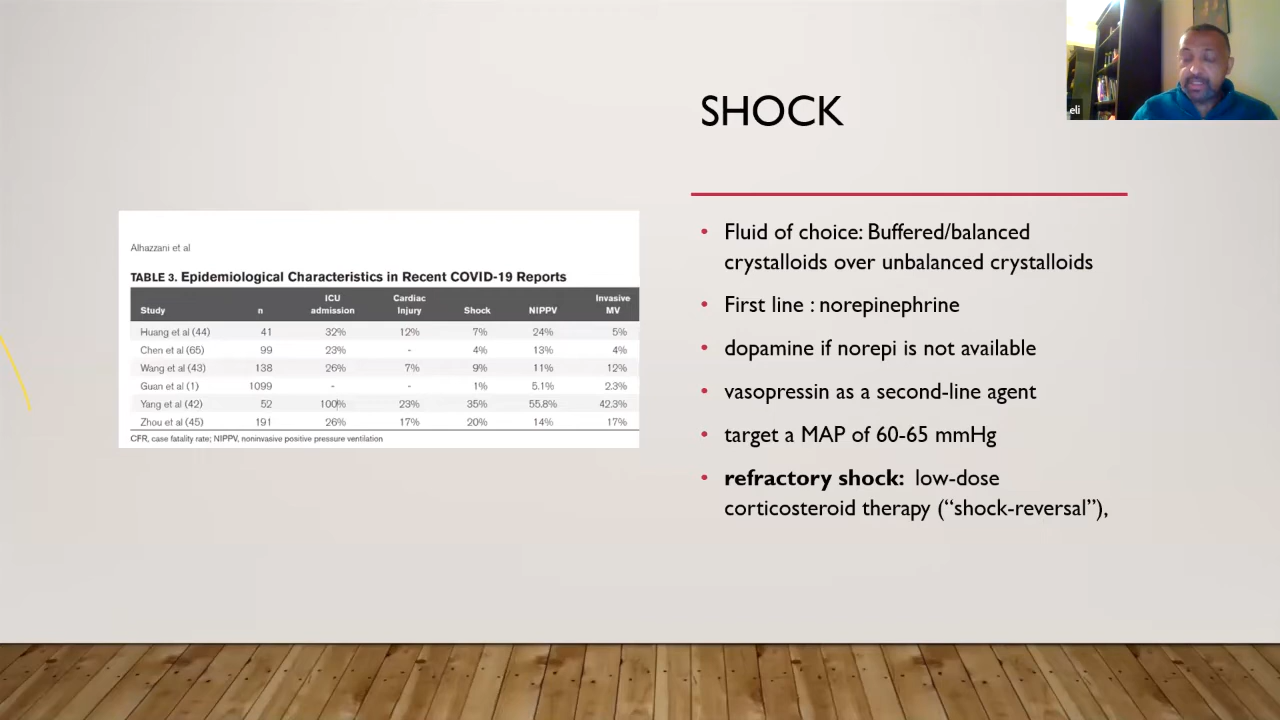 SHOCK
eli
Alhazzani et al
TABLE 3. Epidemiological Characteristics in Recent COVID-19 Reports
Study n ICU admission Cardiac Injury Shock NIPPV Invasive MV
Huang et al (44) 41 32% 12% 7% 24% 5%
Chen et al (65) 99 23% - 4% 13% 4%
Wang et al (43) 138 26% 7% 9% 11% 12%
Guan et al (1) 1099 - - 1% 5.1% 2.3%
Yang et al (42) 52 100% 23% 35% 55.8% 42.3%
Zhou et al (45) 191 26% 17% 20% 14% 17%
CFR, case fatality rate; NIPPV, noninvasive positive pressure ventilation
• Fluid of choice: Buffered/balanced
crystalloids over unbalanced crystalloids
• First line : norepinephrine
• dopamine if norepi is not available
• vasopressin as a second-line agent
• target a MAP of 60-65 mmHg
• refractory shock: low-dose
corticosteroid therapy (“shock-reversal”),